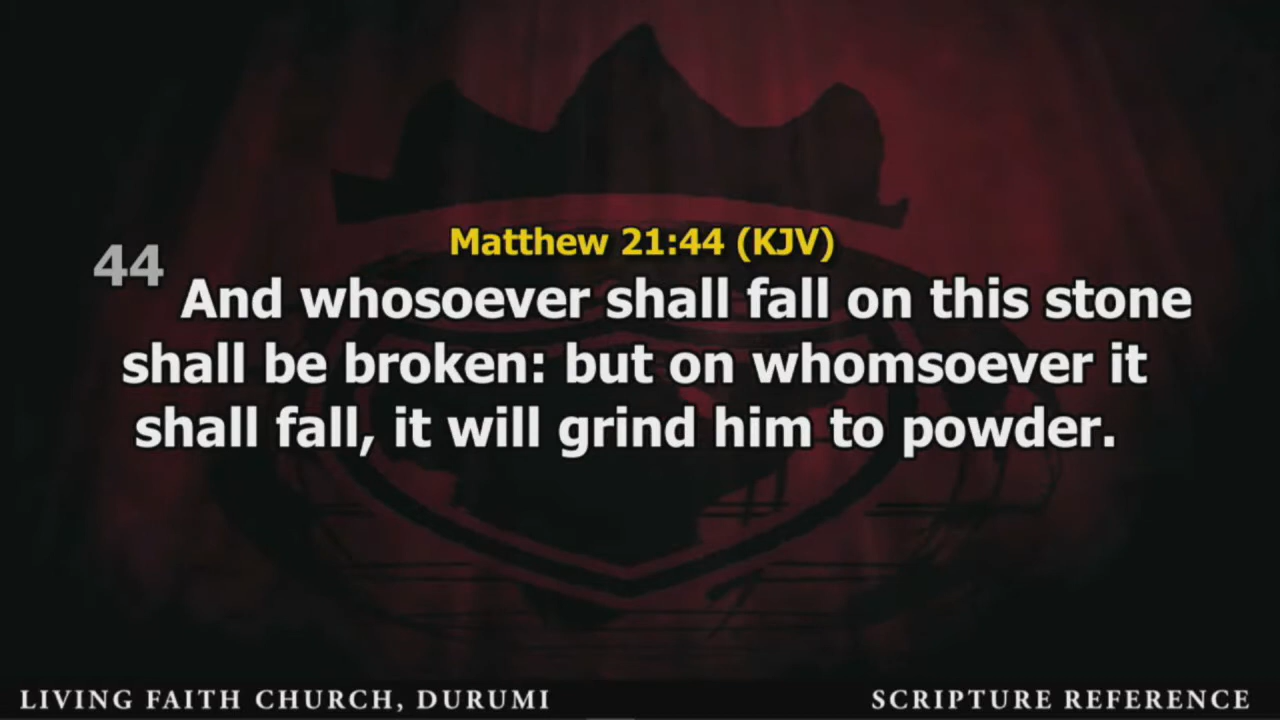 Matthew 21:44 (KJV)
44 And whosoever shall fall on this stone
shall be broken: but on whomsoever it
shall fall, it will grind him to powder.
LIVING FAITH CHURCH, DURUMI
SCRIPTURE REFERENCE